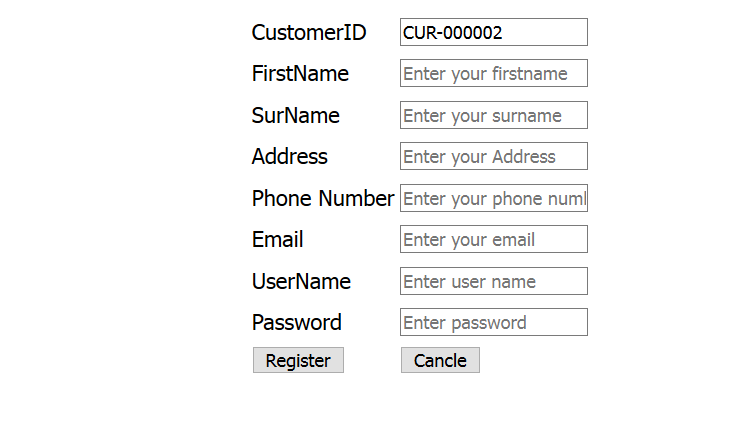 CustomerID CUR-000002
FirstName Enter your firstname
SurName Enter your surname
Address Enter your Address
Phone Number Enter your phone numl
Email Enter your email
UserName Enter user name
Password Enter password
Register Cancle